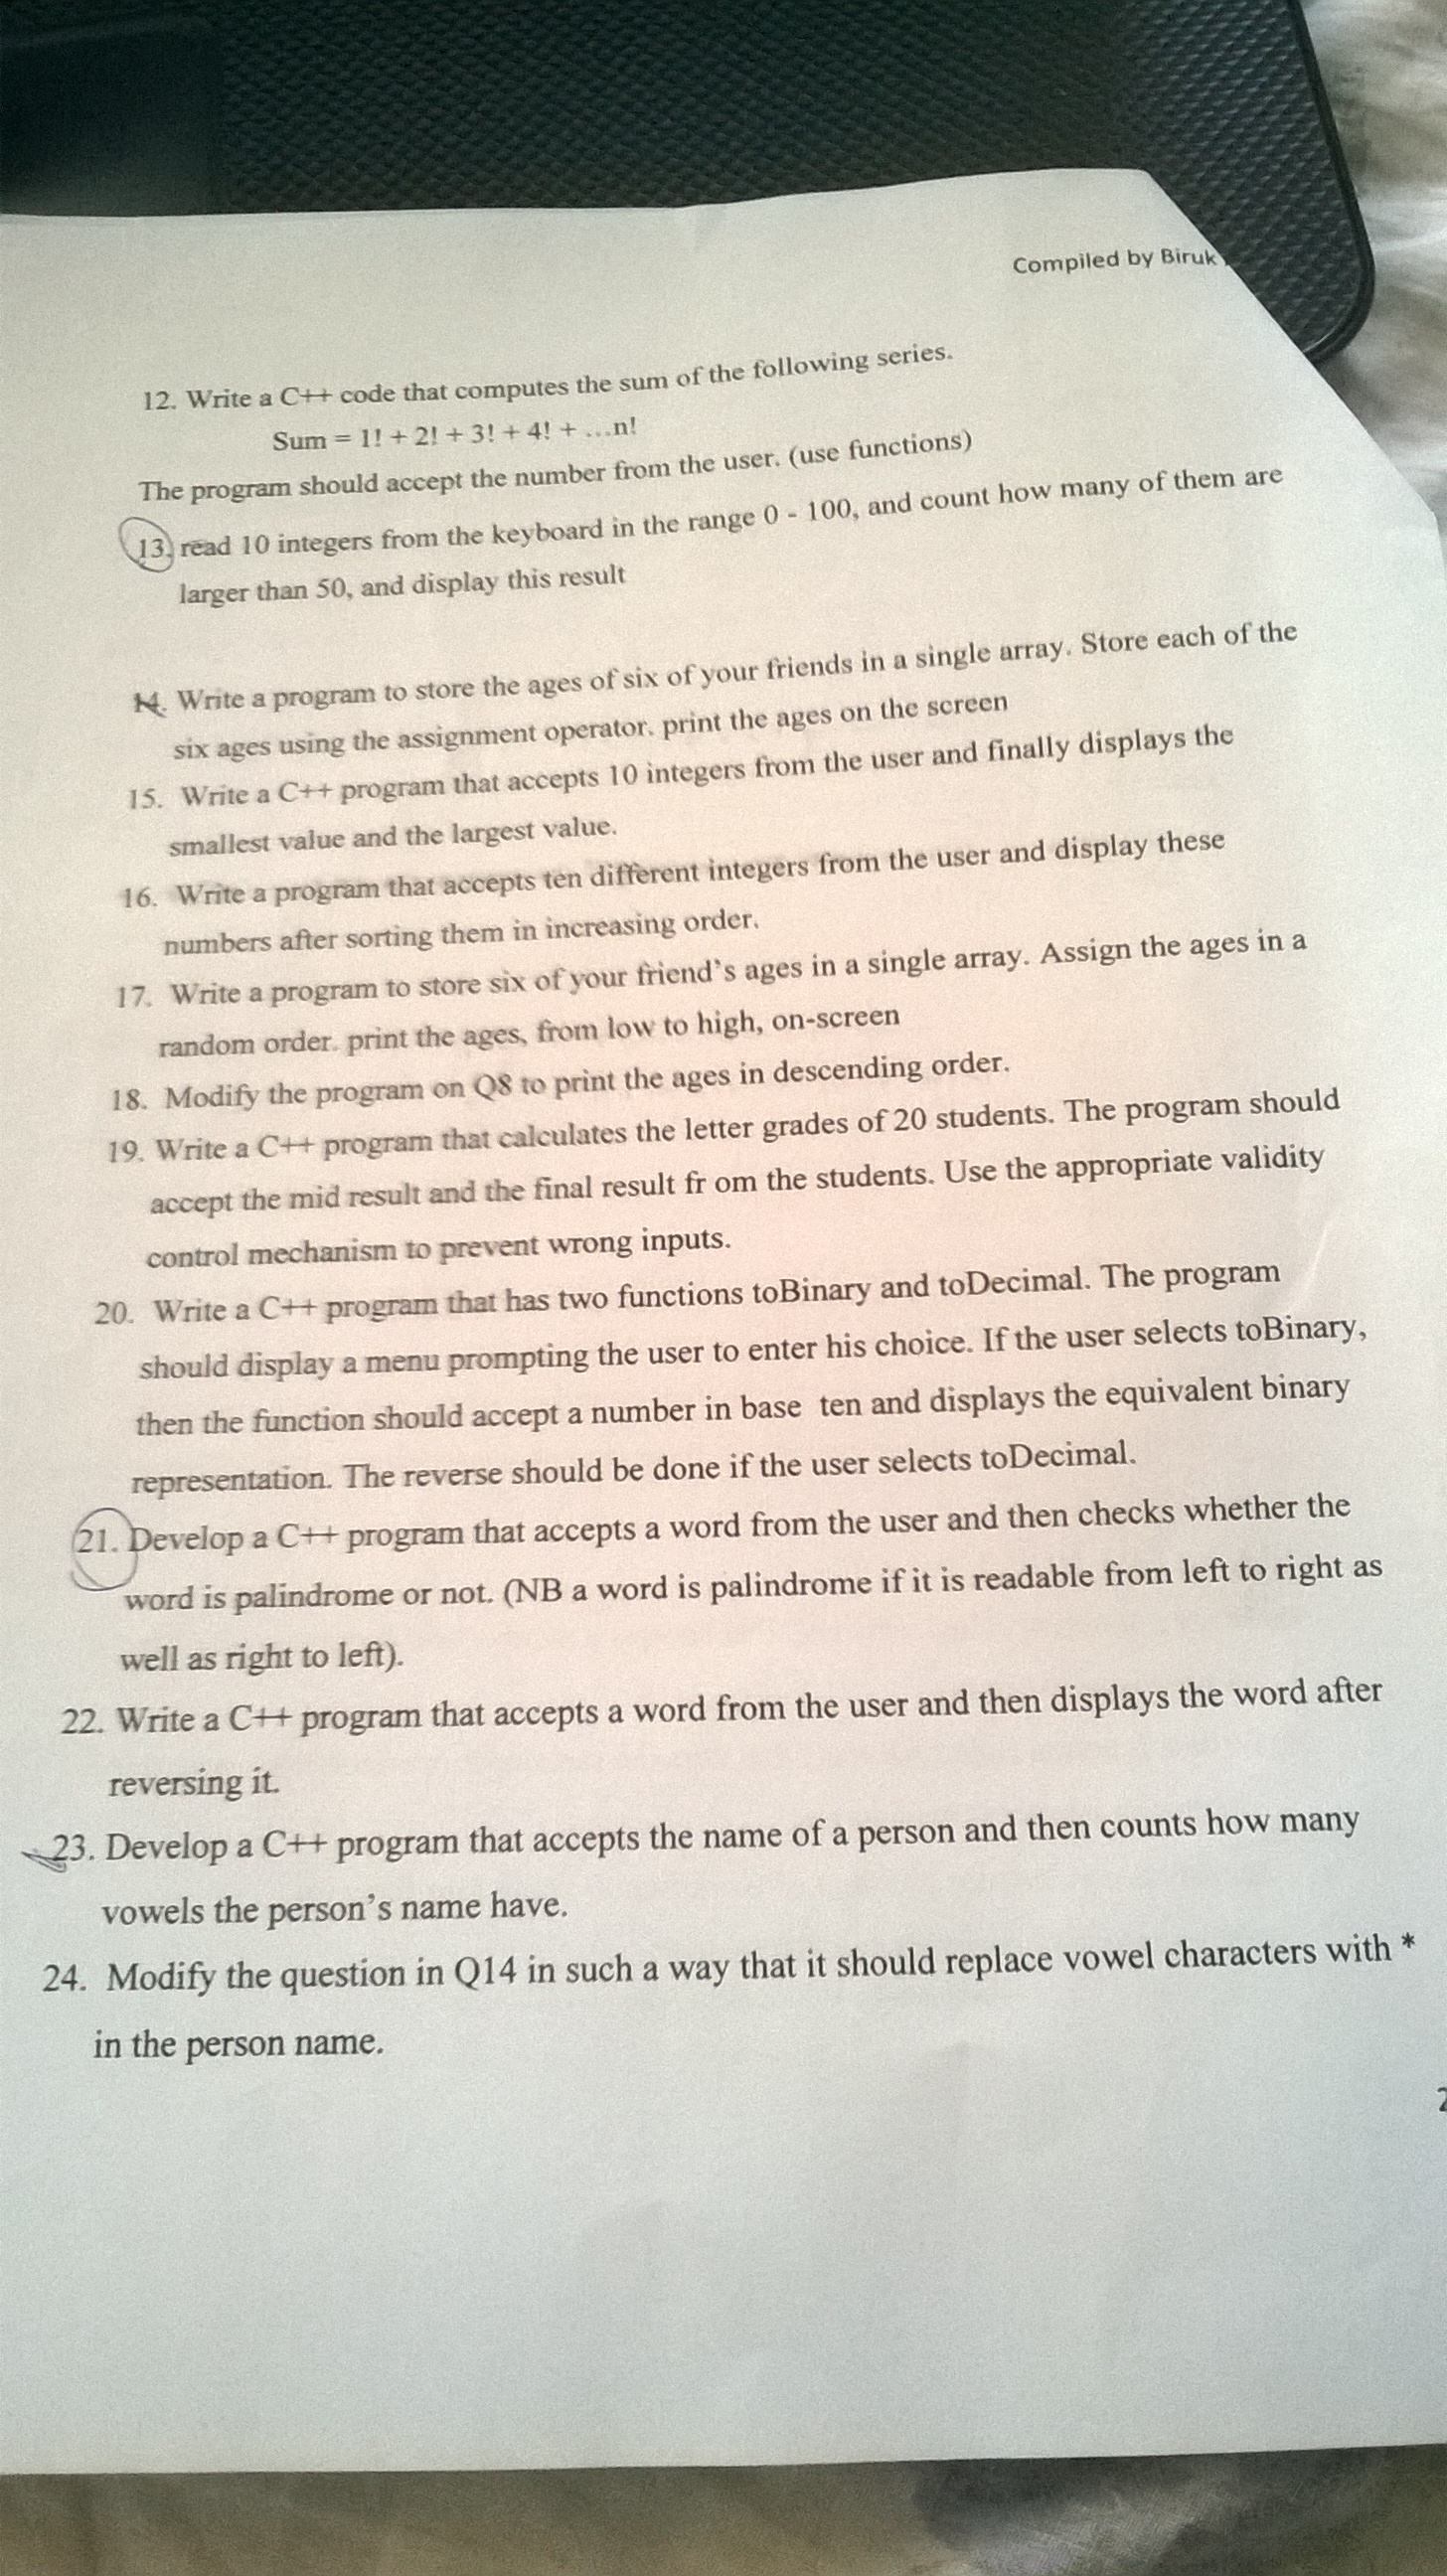 Compiled by Biruk
12. Write a C++ code that computes the sum of the following series.
Sum = 1! + 2! + 3! + 4! + ...n!
The program should accept the number from the user. (use functions)
13. read 10 integers from the keyboard in the range 0 - 100, and count how many of them are
larger than 50, and display this result
14. Write a program to store the ages of six of your friends in a single array. Store each of the
six ages using the assignment operator. print the ages on the screen
15. Write a C++ program that accepts 10 integers from the user and finally displays the
smallest value and the largest value.
16. Write a program that accepts ten different integers from the user and display these
numbers after sorting them in increasing order.
17. Write a program to store six of your friend's ages in a single array. Assign the ages in a
random order. print the ages, from low to high, on-screen
18. Modify the program on Q8 to print the ages in descending order.
19. Write a C++ program that calculates the letter grades of 20 students. The program should
accept the mid result and the final result fr om the students. Use the appropriate validity
control mechanism to prevent wrong inputs.
20. Write a C++ program that has two functions toBinary and toDecimal. The program
should display a menu prompting the user to enter his choice. If the user selects toBinary,
then the function should accept a number in base ten and displays the equivalent binary
representation. The reverse should be done if the user selects toDecimal.
21. Develop a C++ program that accepts a word from the user and then checks whether the
word is palindrome or not. (NB a word is palindrome if it is readable from left to right as
well as right to left).
22. Write a C++ program that accepts a word from the user and then displays the word after
reversing it.
23. Develop a C++ program that accepts the name of a person and then counts how many
vowels the person's name have.
24. Modify the question in Q14 in such a way that it should replace vowel characters with *
in the person name.
2